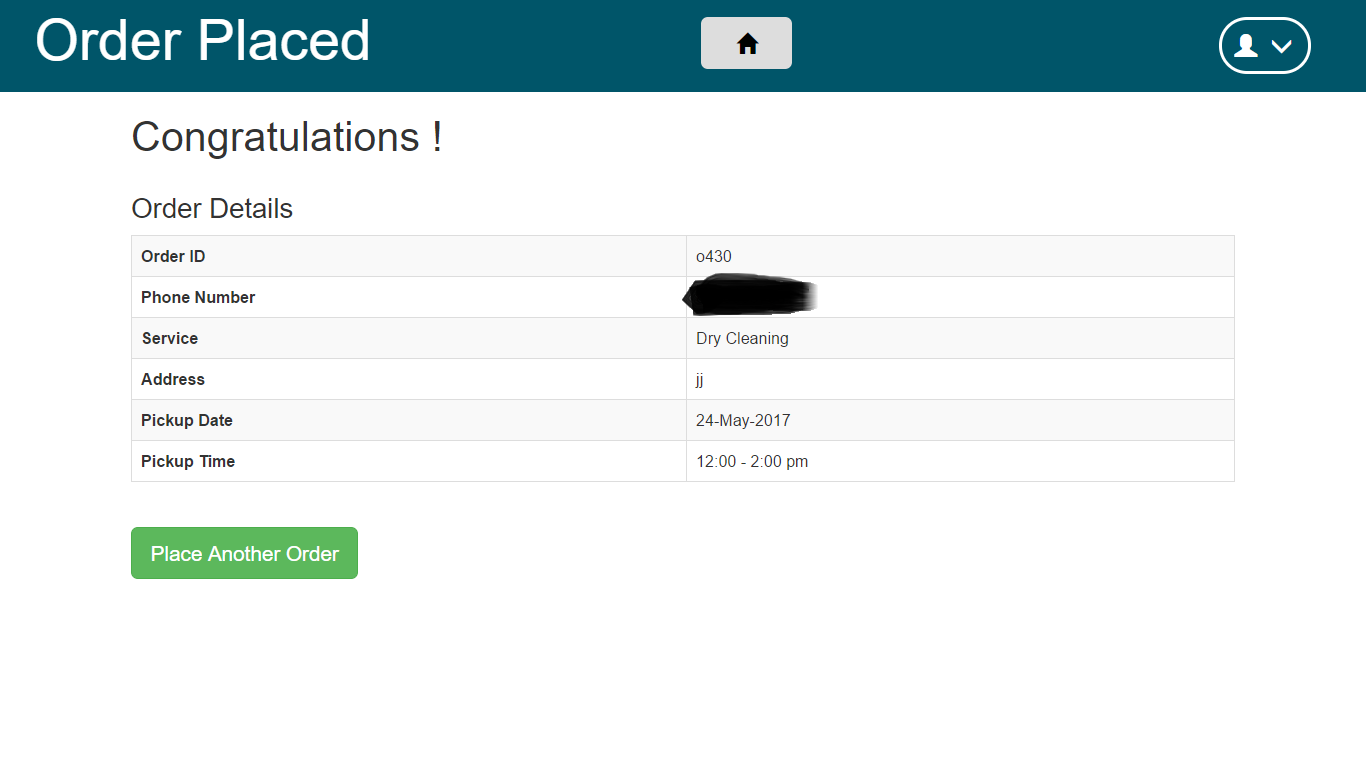 Order Placed
Congratulations !
Order Details
Order ID o430
Phone Number
Service Dry Cleaning
Address jj
Pickup Date 24-May-2017
Pickup Time 12:00 - 2:00 pm
Place Another Order